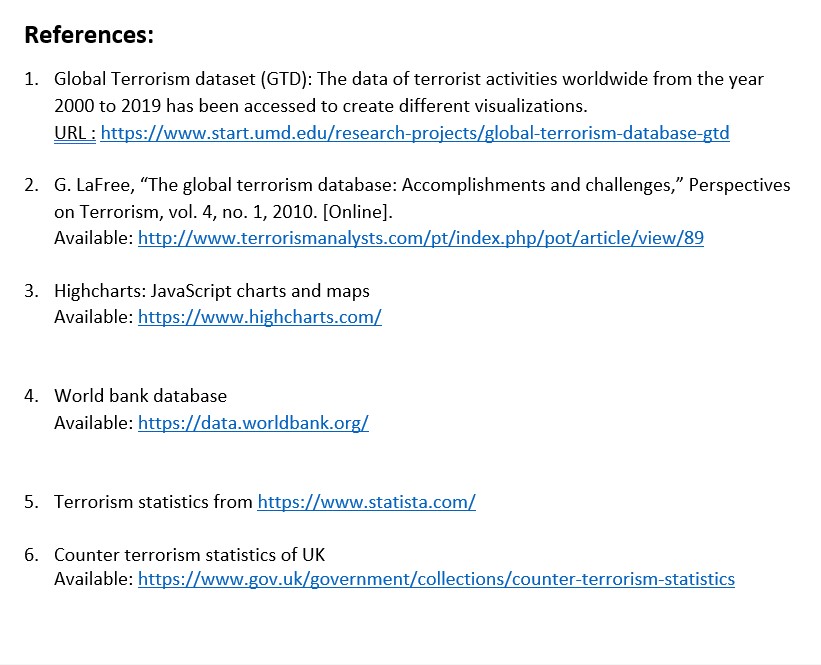 References:
1. Global Terrorism dataset (GTD): The data of terrorist activities worldwide from the year
2000 to 2019 has been accessed to create different visualizations.
URL : https://www.start.umd.edu/research-projects/global-terrorism-database-gtd
2. G. LaFree, “The global terrorism database: Accomplishments and challenges,” Perspectives
on Terrorism, vol. 4, no. 1, 2010. [Online].
Available: http://www.terrorismanalysts.com/pt/index.php/pot/article/view/89
3. Highcharts: JavaScript charts and maps
Available: https://www.highcharts.com/
4. World bank database
Available: https://data.worldbank.org/
5. Terrorism statistics from https://www.statista.com/
6. Counter terrorism statistics of UK
Available: https://www.gov.uk/government/collections/counter-terrorism-statistics